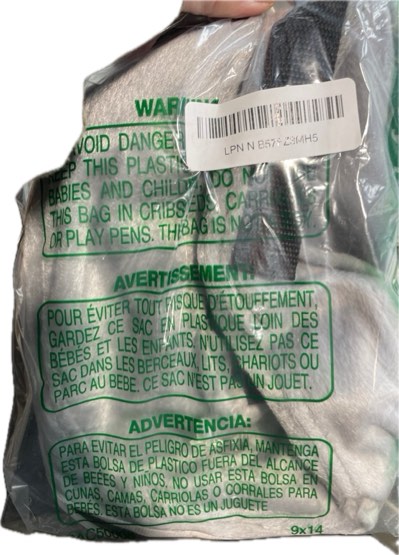 LPN N
VOID DANGE
THIS PLASTI
BABIES AND CHILD DO
THIS BAG IN CRIBS
OR PLAY PENS. THIS BAG IS
AVERTISSEMENT:
POUR ÉVITER TOUT RISQUE D'ÉTOUFFEMENT,
GARDEZ CE SAC EN PLASTIQUE LOIN DES
BÉBÉS ET LES ENFANTS. N'UTILISEZ PAS CE
SAC DANS LES BERCEAUX, LITS, CHARIOTS OU
PARC AU BEBE. CE SAC N'EST PAS UN JOUET.
ADVERTENCIA:
PARA EVITAR EL PELIGRO DE ASFIXIA, MANTENGA
ESTA BOLSA DE PLASTICO FUERA DEL ALCANCE
DE BEBES Y NIÑOS, NO USAR ESTA BOLSA EN
CUNAS, CAMAS, CARRIOLAS O CORRALES PARA
BEBES. ESTA BOLSA NO ES UN JUGUETE
9x14